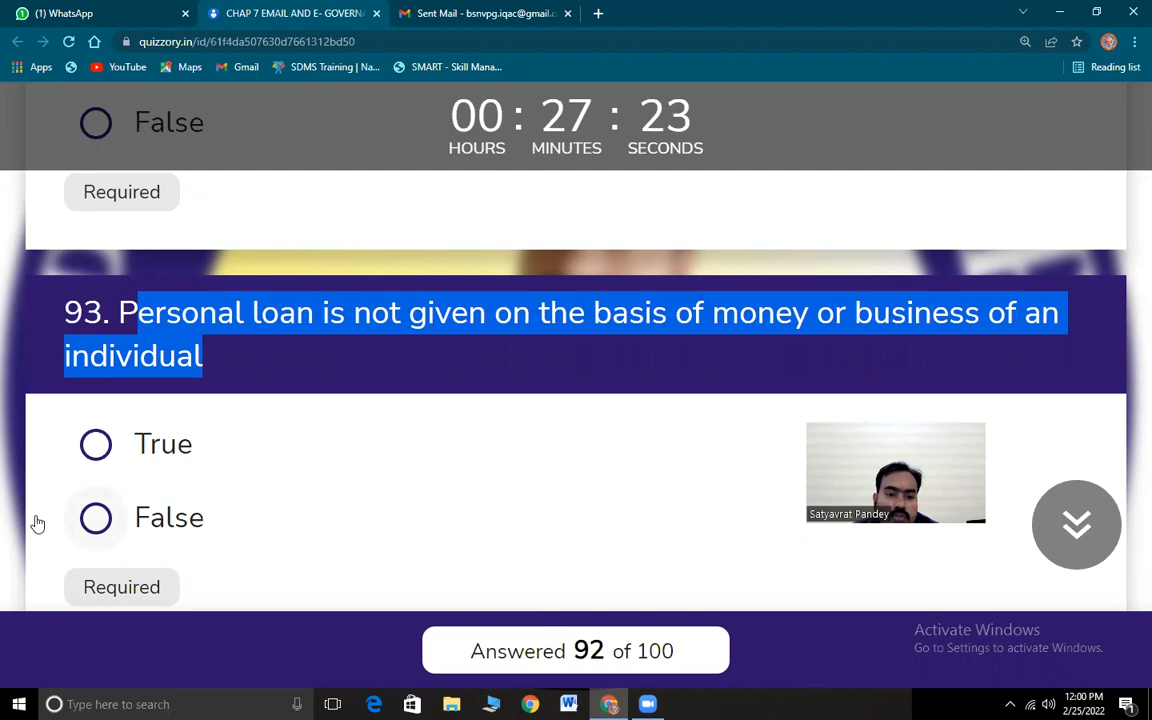 (1) WhatsApp
CHAP 7 EMAIL AND E- GOVERNA
Sent Mail - bsnvpg.iqac@gmail.c
quizzory.in/id/61f4da507630d7661312bd50
Apps
YouTube
Maps
Gmail
SDMS Training | Na...
SMART - Skill Mana...
Reading list
False
00 : 27 : 23
HOURS MINUTES SECONDS
Required
93. Personal loan is not given on the basis of money or business of an
individual
True
False
Satyavrat Pandey
Required
Answered 92 of 100
Activate Windows
Go to Settings to activate Windows.
Type here to search
12:00 PM
2/25/2022